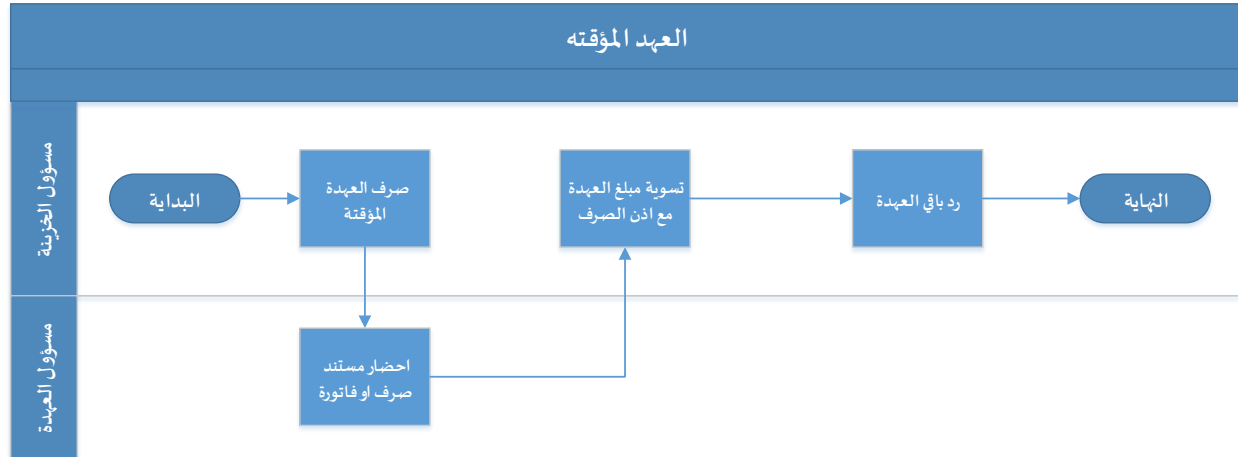 العهد المؤقته
مسؤول الخزينة
البداية
صرف العهدة
المؤقتة
تسوية مبلغ العهدة
مع اذن الصرف
رد باقي العهدة
النهاية
مسؤول العهدة
احضار مستند
صرف او فاتورة